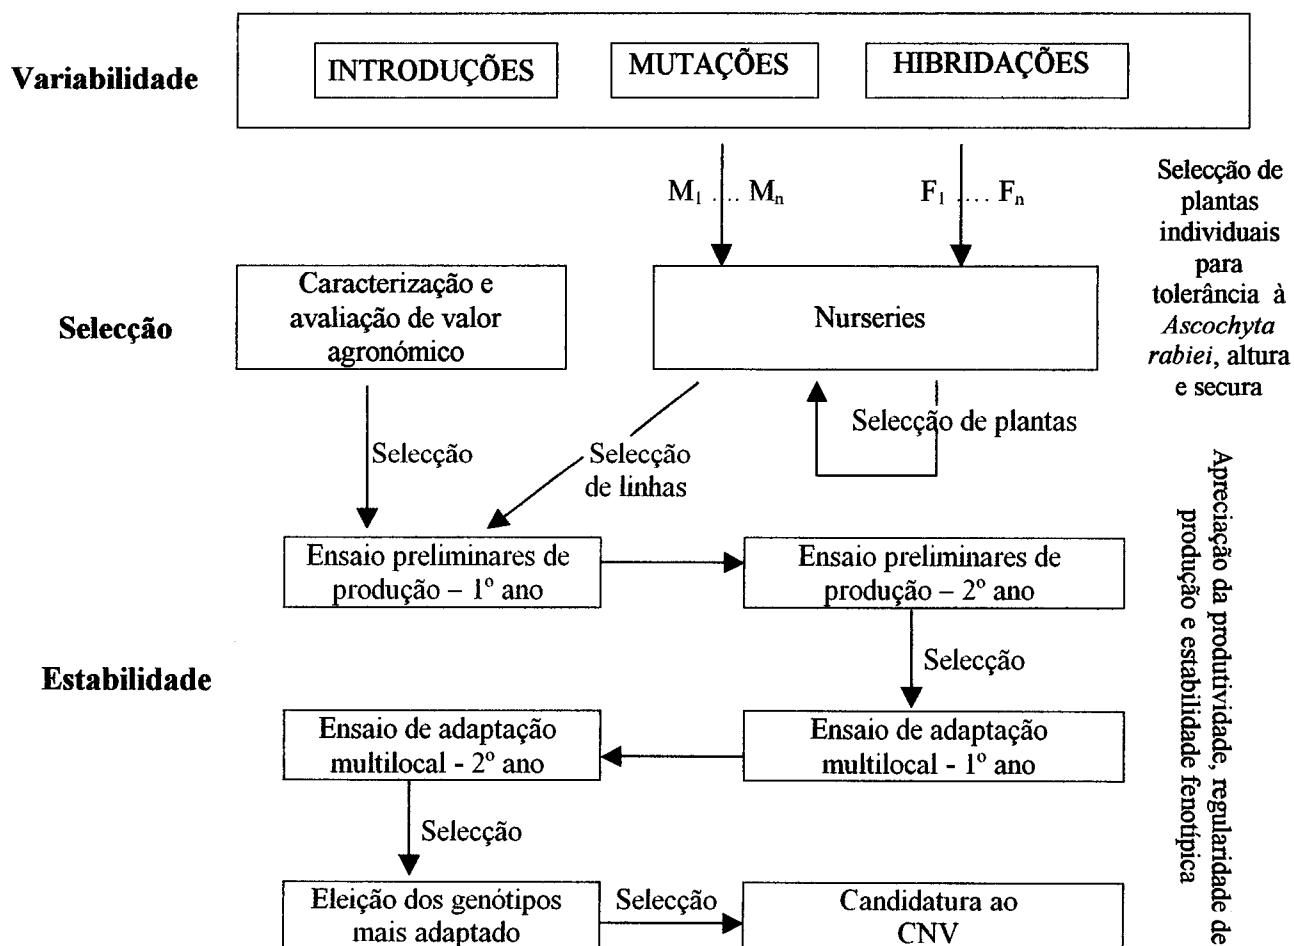 Variabilidade
INTRODUÇÕES
MUTAÇÕES
HIBRIDAÇÕES
M1 .... Mn
F1 .... Fn
Selecção de
plantas
individuais
para
tolerância à
Ascochyta
rabiei, altura
e secura
Selecção
Caracterização e
avaliação de valor
agronómico
Nurseries
Selecção de plantas
Selecção
Selecção
de linhas
Ensaio preliminares de
produção – 1º ano
Ensaio preliminares de
produção – 2º ano
Apreciação da produtividade, regularidade de
produção e estabilidade fenotípica
Selecção
Estabilidade
Ensaio de adaptação
multilocal - 2º ano
Ensaio de adaptação
multilocal - 1º ano
Selecção
Eleição dos genótipos
mais adaptado
Selecção
Candidatura ao
CNV